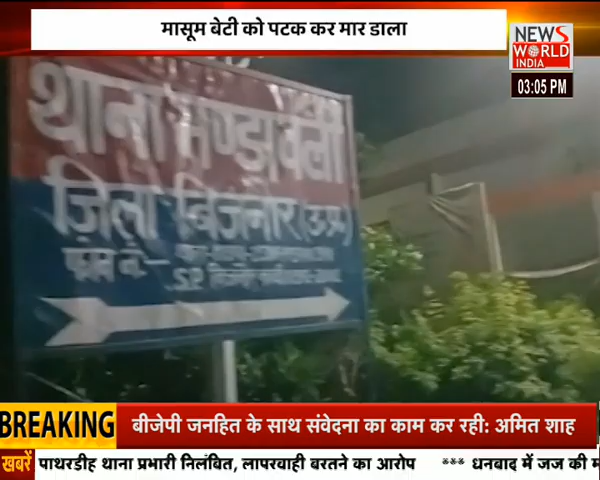 मासूम बेटी को पटक कर मार डाला
NEWS
WORLD
INDIA
03:05 PM
थाना मण्डावली
ज़िला बिजनौर (उ.प्र.)
फोन नं.-
S.P.
BREAKING
बीजेपी जनहित के साथ संवेदना का काम कर रही: अमित शाह
खबरें पाथरडीह थाना प्रभारी निलंबित, लापरवाही बरतने का आरोप *** धनबाद में जज की